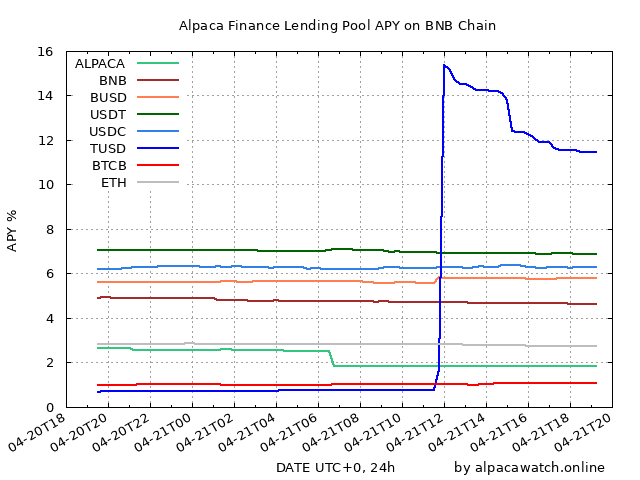 Alpaca Finance Lending Pool APY on BNB Chain
16
14
12
10
8
6
4
2
0
APY %
ALPACA
BNB
BUSD
USDT
USDC
TUSD
BTCB
ETH
04-20T18
04-20T20
04-20T22
04-21T00
04-21T02
04-21T04
04-21T06
04-21T08
04-21T10
04-21T12
04-21T14
04-21T16
04-21T18
04-21T20
DATE UTC+0, 24h
by alpacawatch.online